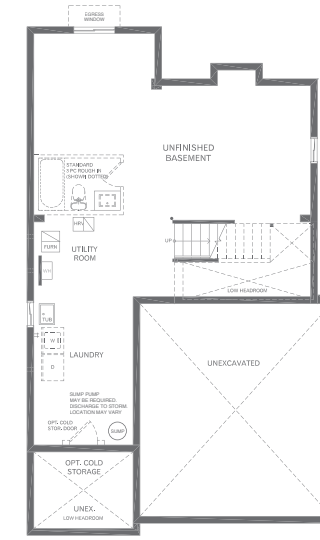 EGRESS
WINDOW
UNFINISHED
BASEMENT
STANDARD
3 PC ROUGH IN
(SHOWN DOTTED)
HRV
FURN
UTILITY
ROOM
WH
UP
LOW HEADROOM
TUB
W
LAUNDRY
D
UNEXCAVATED
SUMP PUMP
MAY BE REQUIRED.
DISCHARGE TO STORM.
LOCATION MAY VARY
OPT. COLD
STOR. DOOR
SUMP
OPT. COLD
STORAGE
UNEX.
LOW HEADROOM